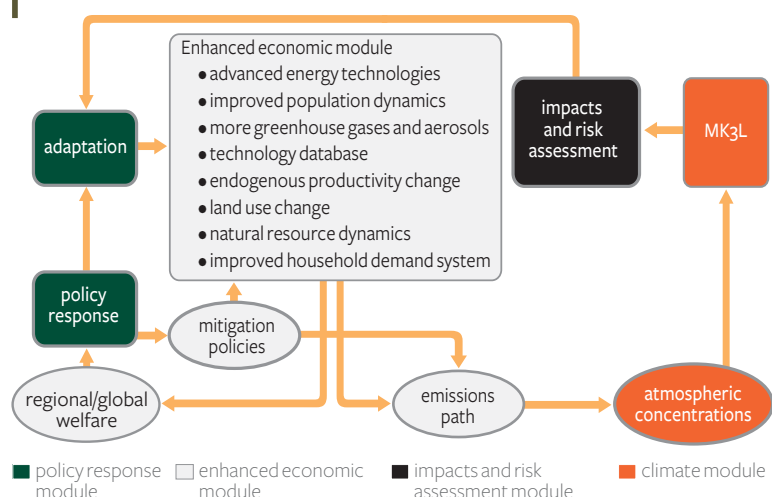 Enhanced economic module
● advanced energy technologies
● improved population dynamics
● more greenhouse gases and aerosols
● technology database
● endogenous productivity change
● land use change
● natural resource dynamics
● improved household demand system
adaptation
impacts
and risk
assessment
MK3L
policy
response
mitigation
policies
regional/global
welfare
emissions
path
atmospheric
concentrations
policy response
module
enhanced economic
module
impacts and risk
assessment module
climate module